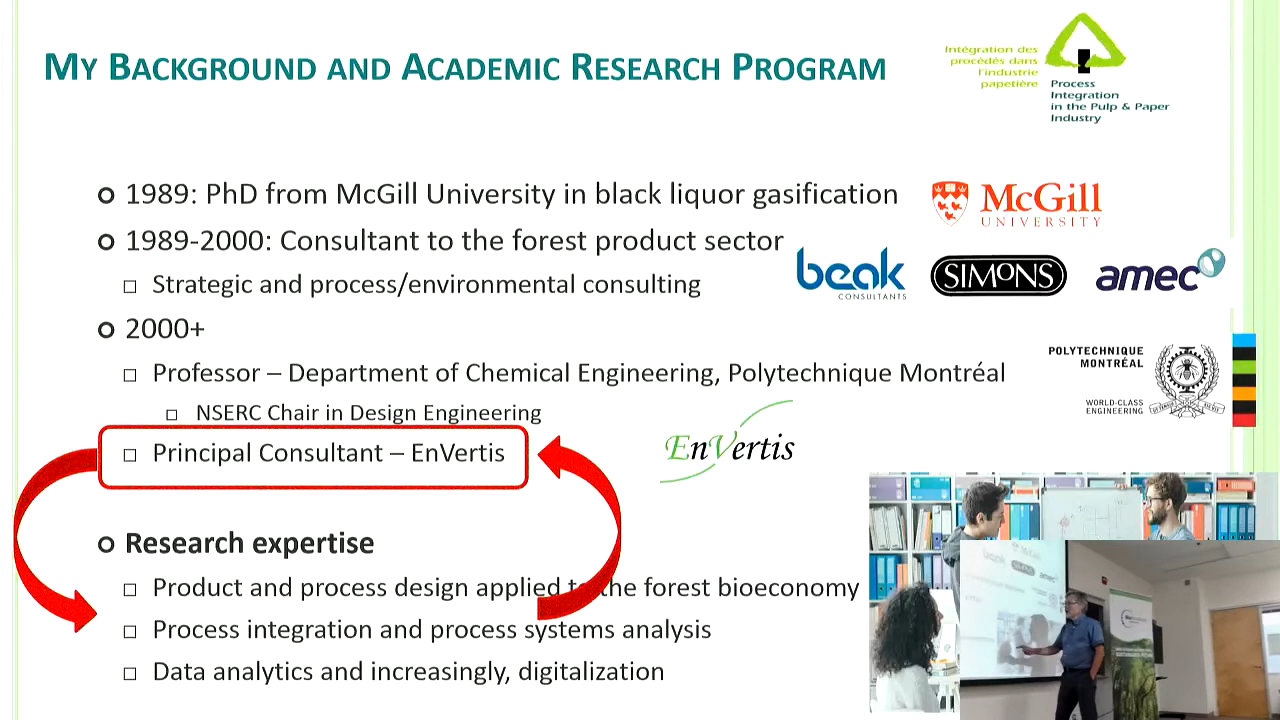 MY BACKGROUND AND ACADEMIC RESEARCH PROGRAM
Intégration des
procédés dans
l'industrie
papetière
Process
Integration
in the Pulp & Paper
Industry
1989: PhD from McGill University in black liquor gasification
McGill
UNIVERSITY
1989-2000: Consultant to the forest product sector
beak
CONSULTANTS
SIMONS
amec
Strategic and process/environmental consulting
2000+
POLYTECHNIQUE
MONTRÉAL
WORLD-CLASS
ENGINEERING
Professor – Department of Chemical Engineering, Polytechnique Montréal
NSERC Chair in Design Engineering
Principal Consultant – EnVertis
EnVertis
Research expertise
Product and process design applied to the forest bioeconomy
Process integration and process systems analysis
Data analytics and increasingly, digitalization
beak
SIMONS
amec